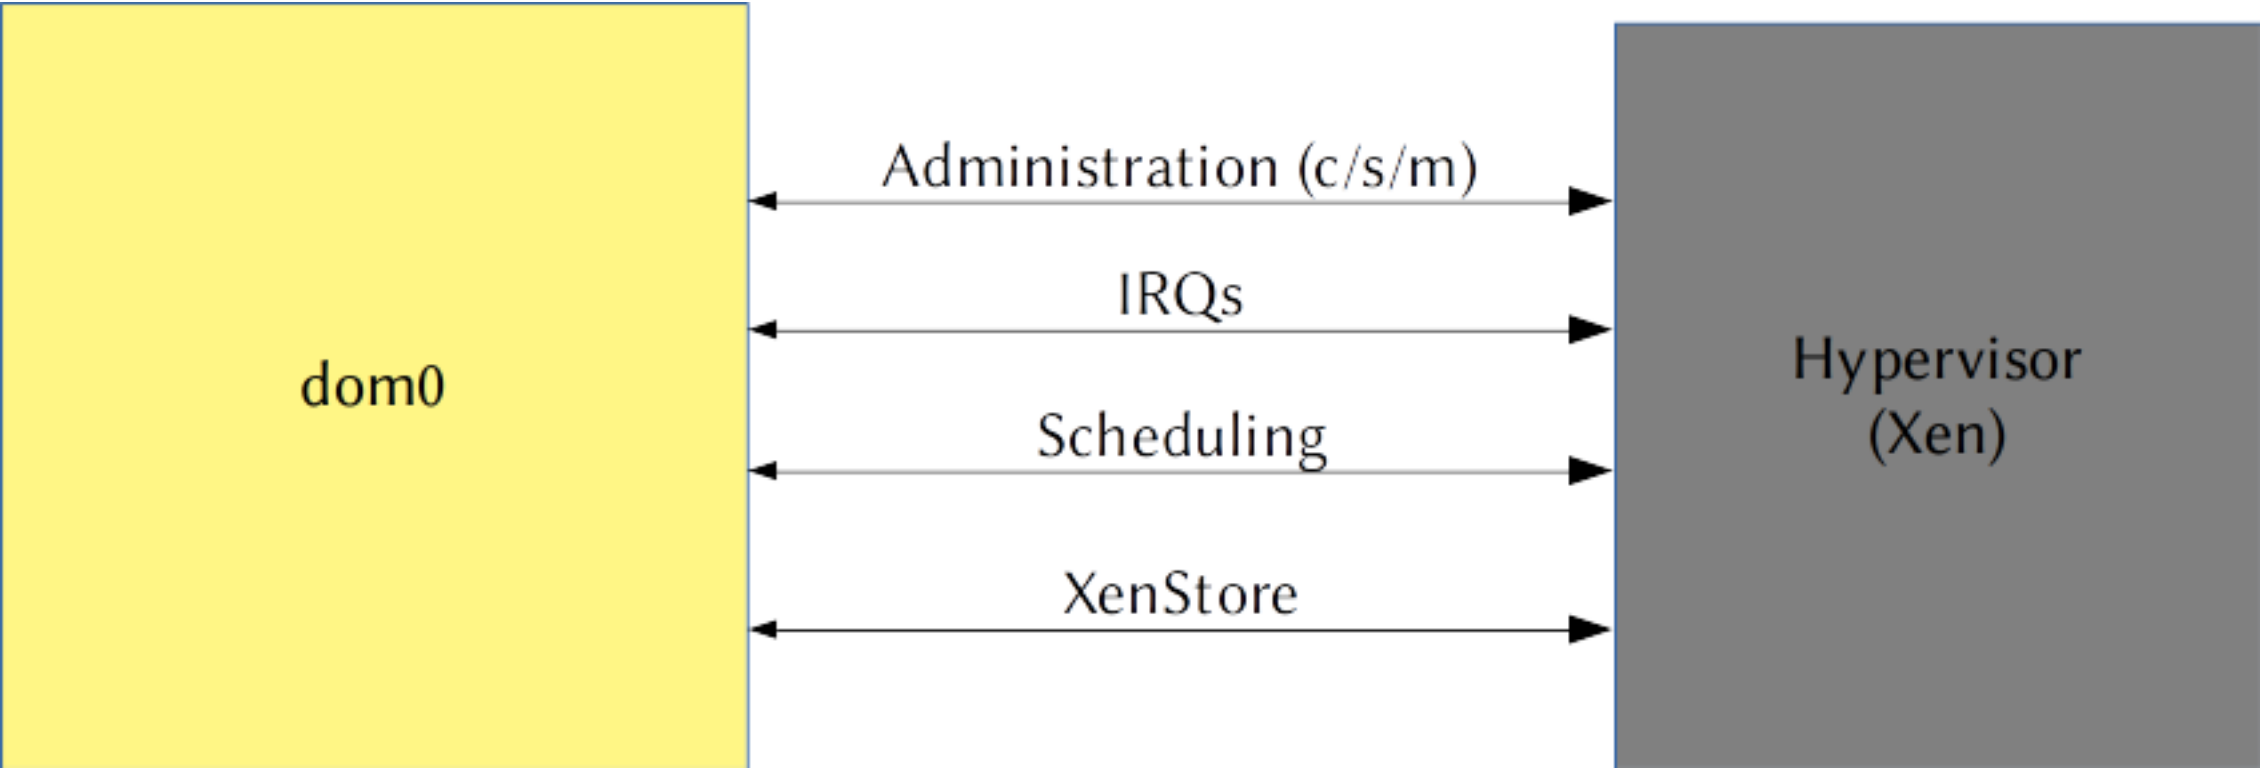 Administration (c/s/m)
IRQs
dom0
Hypervisor
(Xen)
Scheduling
XenStore